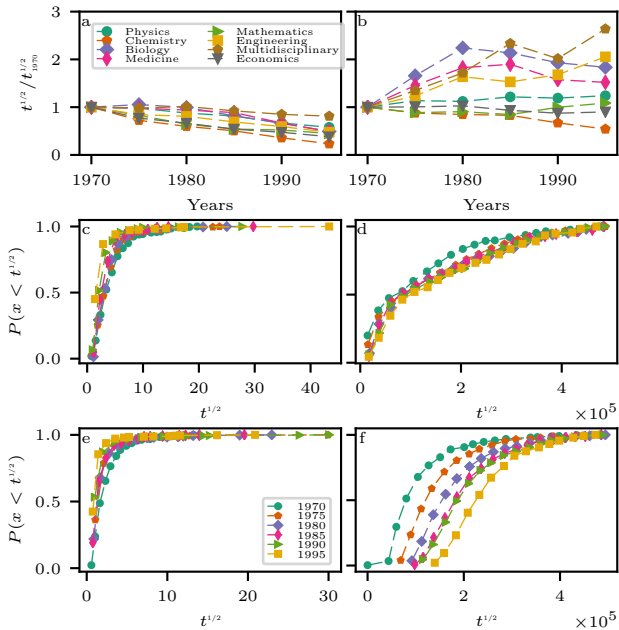 a
b
Physics
Chemistry
Biology
Medicine
Mathematics
Engineering
Multidisciplinary
Economics
t^{1/2}/t^{1/2}_{1970}
3
2
1
0
1970
1980
1990
Years
1970
1980
1990
Years
c
d
P(x < t^{1/2})
1.0
0.5
0.0
0
10
20
30
40
t^{1/2}
0
2
4
t^{1/2}
×10^5
e
f
P(x < t^{1/2})
1.0
0.5
0.0
1970
1975
1980
1985
1990
1995
0
10
20
30
t^{1/2}
0
2
4
t^{1/2}
×10^5